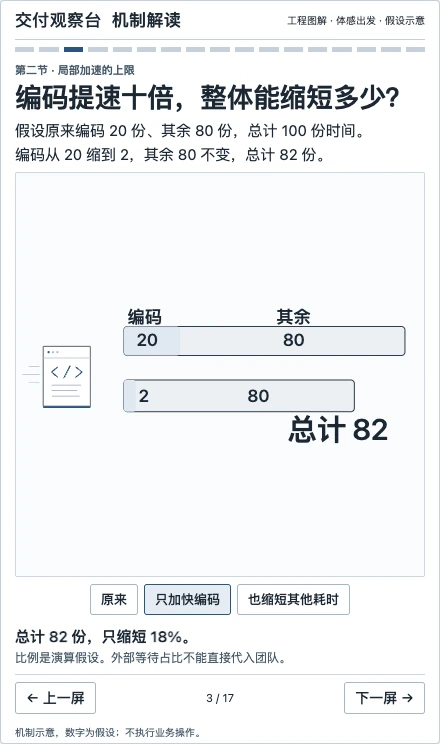 交付观察台 机制解读
工程图解 · 体感出发 · 假设示意
第二节 · 局部加速的上限
编码提速十倍，整体能缩短多少？
假设原来编码 20 份、其余 80 份，总计 100 份时间。
编码从 20 缩到 2，其余 80 不变，总计 82 份。
编码 其余
20 80
</>
2 80
总计 82
原来 只加快编码 也缩短其他耗时
总计 82 份，只缩短 18%。
比例是演算假设。外部等待占比不能直接代入团队。
← 上一屏 3 / 17 下一屏 →
机制示意，数字为假设；不执行业务操作。